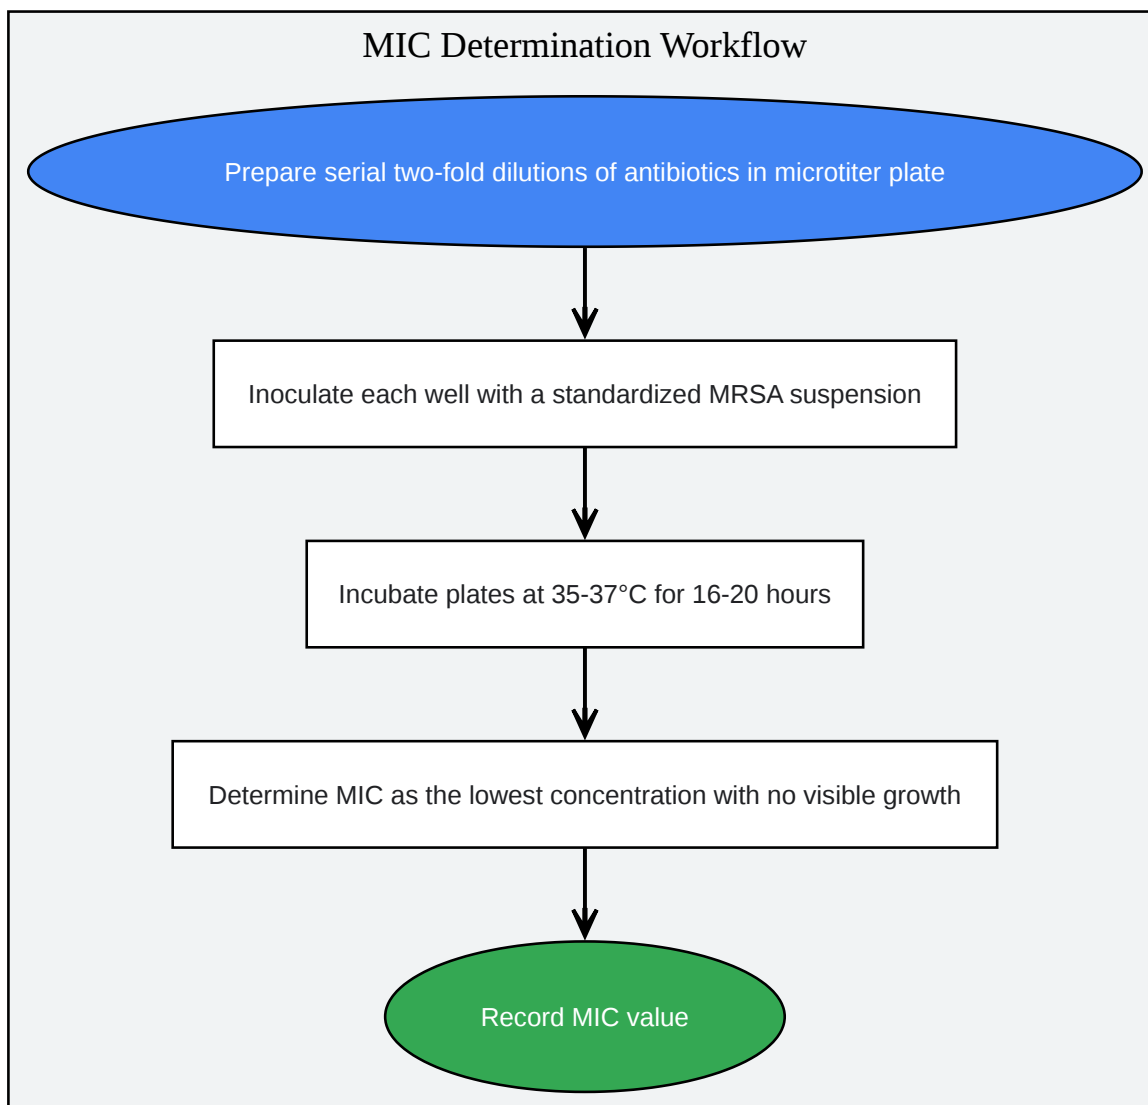 MIC Determination Workflow
Prepare serial two-fold dilutions of antibiotics in microtiter plate
Inoculate each well with a standardized MRSA suspension
Incubate plates at 35-37°C for 16-20 hours
Determine MIC as the lowest concentration with no visible growth
Record MIC value